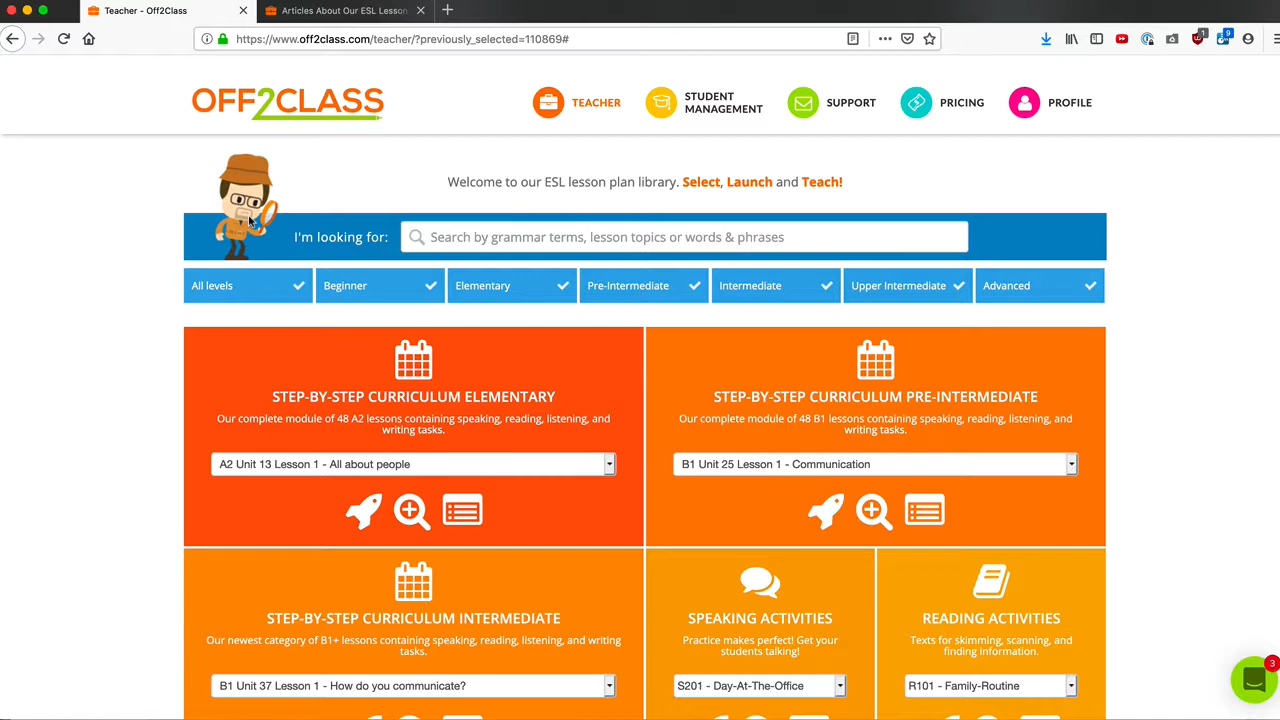 Teacher - Off2Class
Articles About Our ESL Lesson
https://www.off2class.com/teacher/?previously_selected=110869#
1
9
OFF2CLASS
TEACHER
STUDENT
MANAGEMENT
SUPPORT
PRICING
PROFILE
Welcome to our ESL lesson plan library. Select, Launch and Teach!
I'm looking for:
Search by grammar terms, lesson topics or words & phrases
All levels
Beginner
Elementary
Pre-Intermediate
Intermediate
Upper Intermediate
Advanced
STEP-BY-STEP CURRICULUM ELEMENTARY
Our complete module of 48 A2 lessons containing speaking, reading, listening, and
writing tasks.
A2 Unit 13 Lesson 1 - All about people
STEP-BY-STEP CURRICULUM PRE-INTERMEDIATE
Our complete module of 48 B1 lessons containing speaking, reading, listening, and
writing tasks.
B1 Unit 25 Lesson 1 - Communication
STEP-BY-STEP CURRICULUM INTERMEDIATE
Our newest category of B1+ lessons containing speaking, reading, listening, and writing
tasks.
B1 Unit 37 Lesson 1 - How do you communicate?
SPEAKING ACTIVITIES
Practice makes perfect! Get your
students talking!
S201 - Day-At-The-Office
READING ACTIVITIES
Texts for skimming, scanning, and
finding information.
R101 - Family-Routine
3